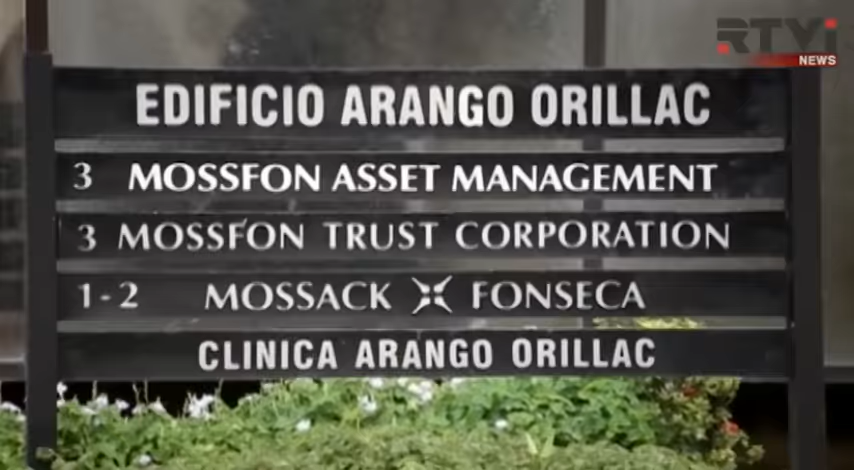 RTVi
NEWS
EDIFICIO ARANGO ORILLAC
3 MOSSFON ASSET MANAGEMENT
3 MOSSFON TRUST CORPORATION
1-2 MOSSACK FONSECA
CLINICA ARANGO ORILLAC